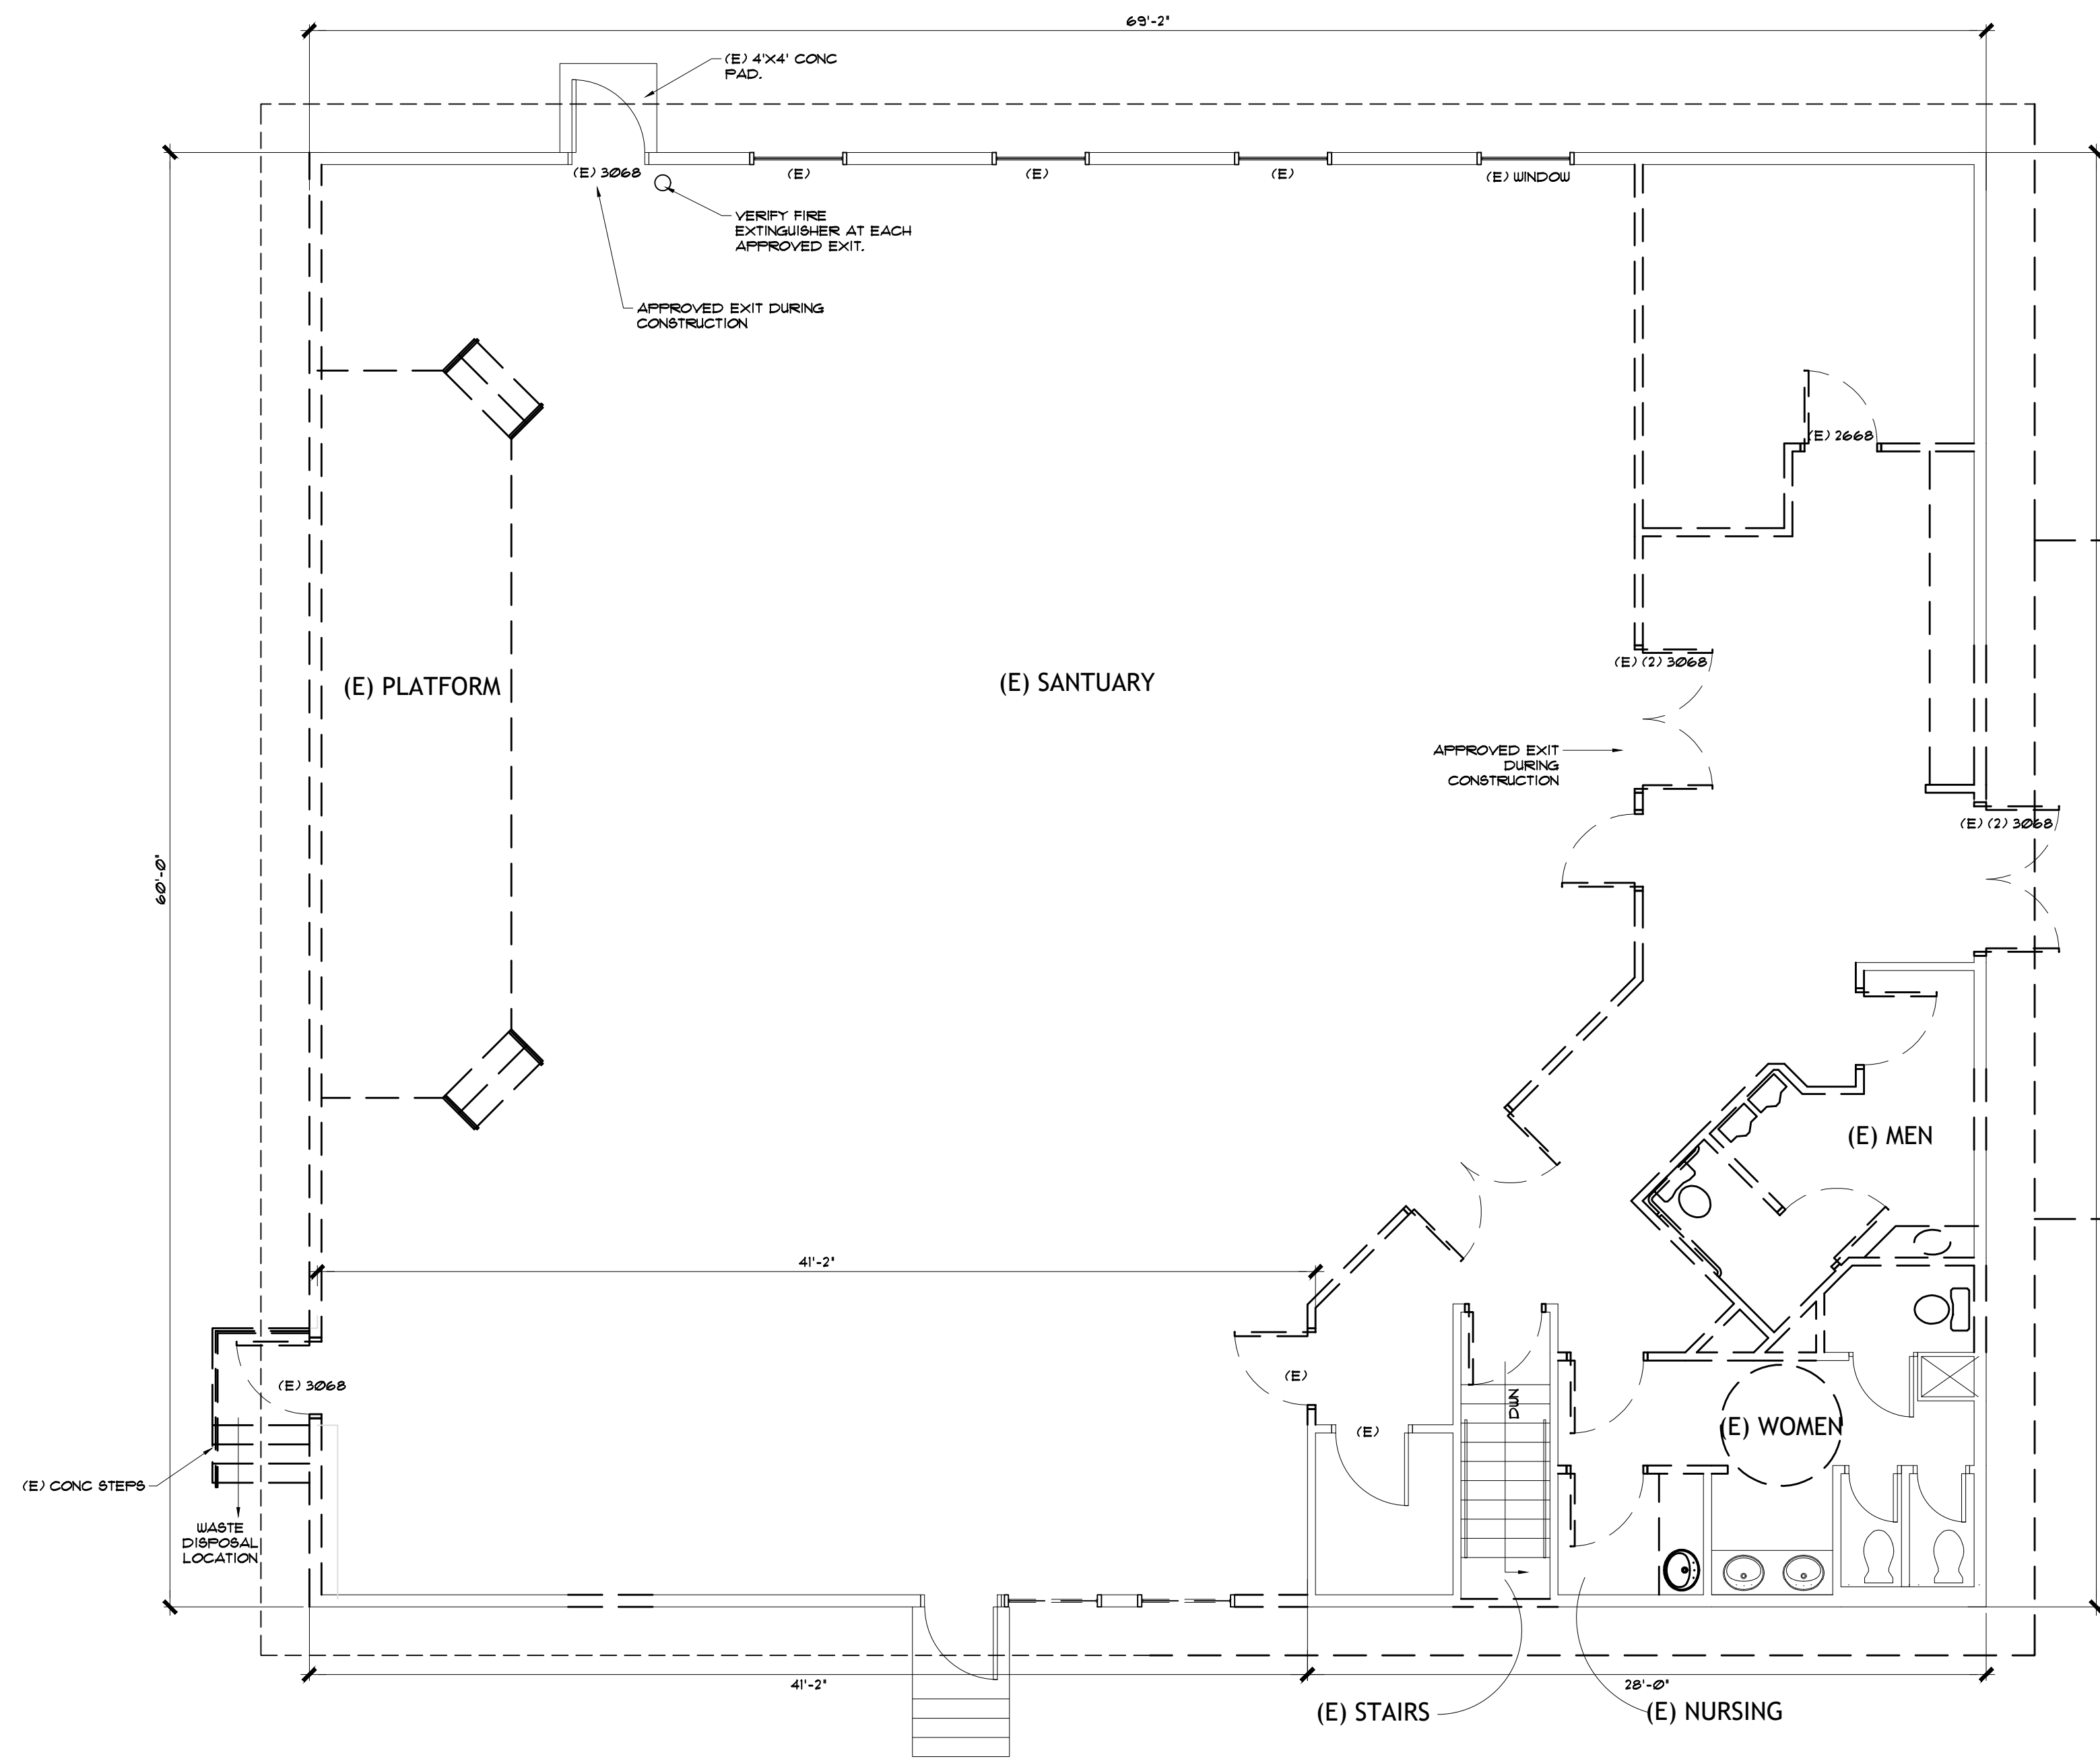 69'-2"
(E) 4'X4' CONC
PAD.
(E) 3068
(E)
(E)
(E)
(E) WINDOW
VERIFY FIRE
EXTINGUISHER AT EACH
APPROVED EXIT.
APPROVED EXIT DURING
CONSTRUCTION
(E) 2668
(E) (2) 3068
(E) PLATFORM
(E) SANTUARY
APPROVED EXIT
DURING
CONSTRUCTION
(E) (2) 3068
60'-0"
(E) MEN
41'-2"
(E) 3068
(E)
DWN
(E)
(E) WOMEN
(E) CONC STEPS
WASTE
DISPOSAL
LOCATION
41'-2"
28'-0"
(E) STAIRS
(E) NURSING